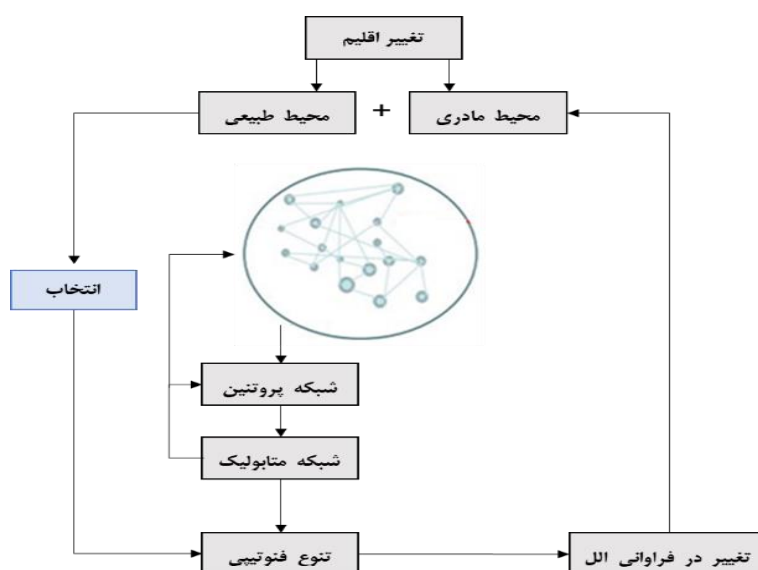 تغییر اقلیم
محیط مادری
+
محیط طبیعی
انتخاب
شبکه پروتئین
شبکه متابولیک
تنوع فنوتیپی
تغییر در فراوانی الل